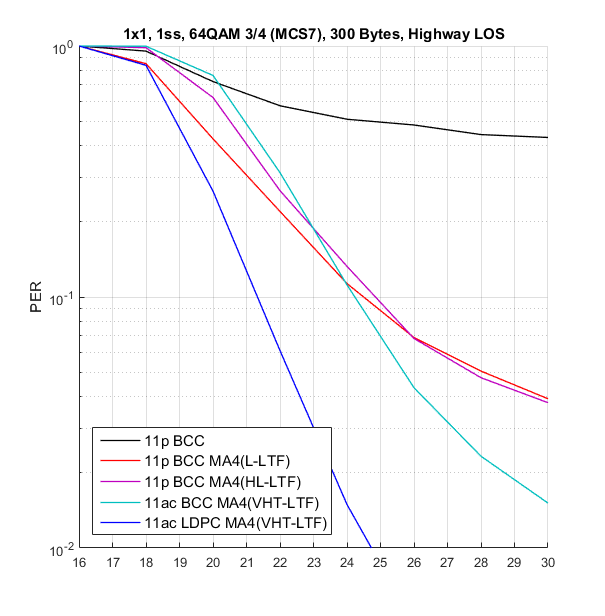 1x1, 1ss, 64QAM 3/4 (MCS7), 300 Bytes, Highway LOS
10^0
10^-1
10^-2
PER
11p BCC
11p BCC MA4(L-LTF)
11p BCC MA4(HL-LTF)
11ac BCC MA4(VHT-LTF)
11ac LDPC MA4(VHT-LTF)
16 17 18 19 20 21 22 23 24 25 26 27 28 29 30